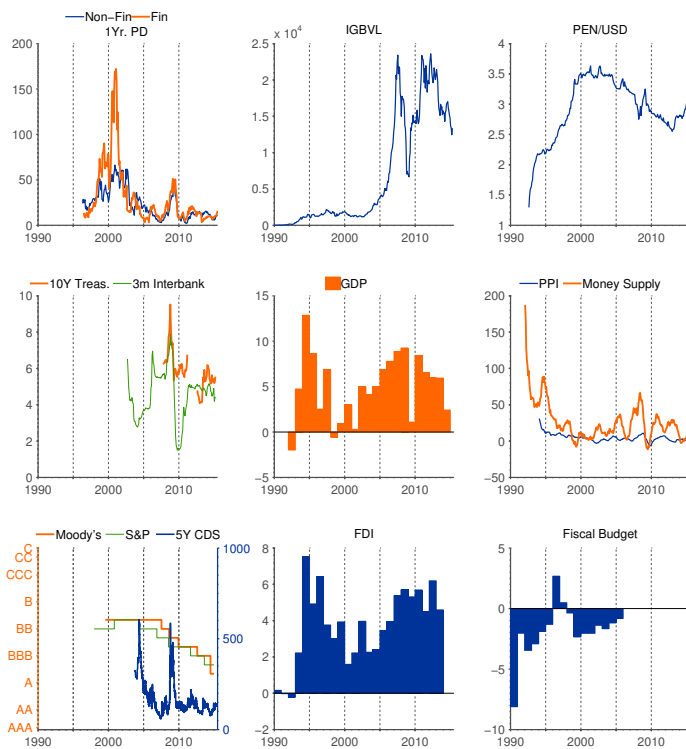 Non−Fin Fin
1Yr. PD
200
150
100
50
0
1990 2000 2010
IGBVL
2.5 x 10^4
2
1.5
1
0.5
0
1990 2000 2010
PEN/USD
4
3.5
3
2.5
2
1.5
1
1990 2000 2010
10Y Treas. 3m Interbank
10
8
6
4
2
0
1990 2000 2010
GDP
15
10
5
0
−5
1990 2000 2010
PPI Money Supply
200
150
100
50
0
−50
1990 2000 2010
Moody's S&P 5Y CDS
C
CC
CCC
B
BB
BBB
A
AA
AAA
1000
500
0
1990 2000 2010
FDI
8
6
4
2
0
−2
1990 2000 2010
Fiscal Budget
5
0
−5
−10
1990 2000 2010